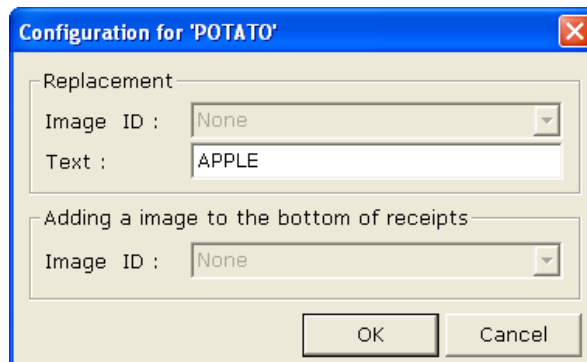 Configuration for 'POTATO'
Replacement
Image ID : None
Text : APPLE
Adding a image to the bottom of receipts
Image ID : None
OK Cancel